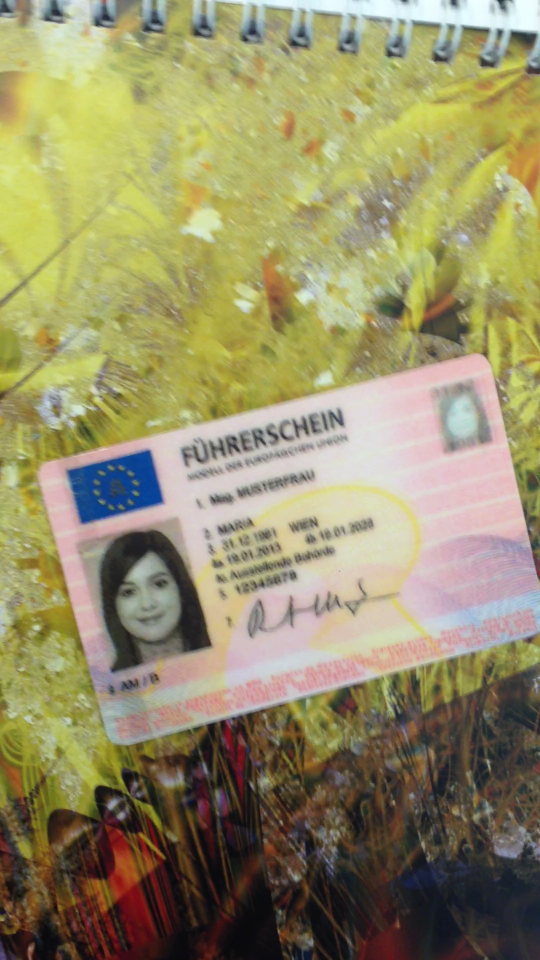 FÜHRERSCHEIN
MODELL DER EUROPÄISCHEN UNION
1. Mag. MUSTERFRAU
2. MARIA
3. 31.12.1981 WIEN
4a 19.01.2013 4b 18.01.2028
4c Ausstellende Behörde
5. 12345678
7.
9. AM / B